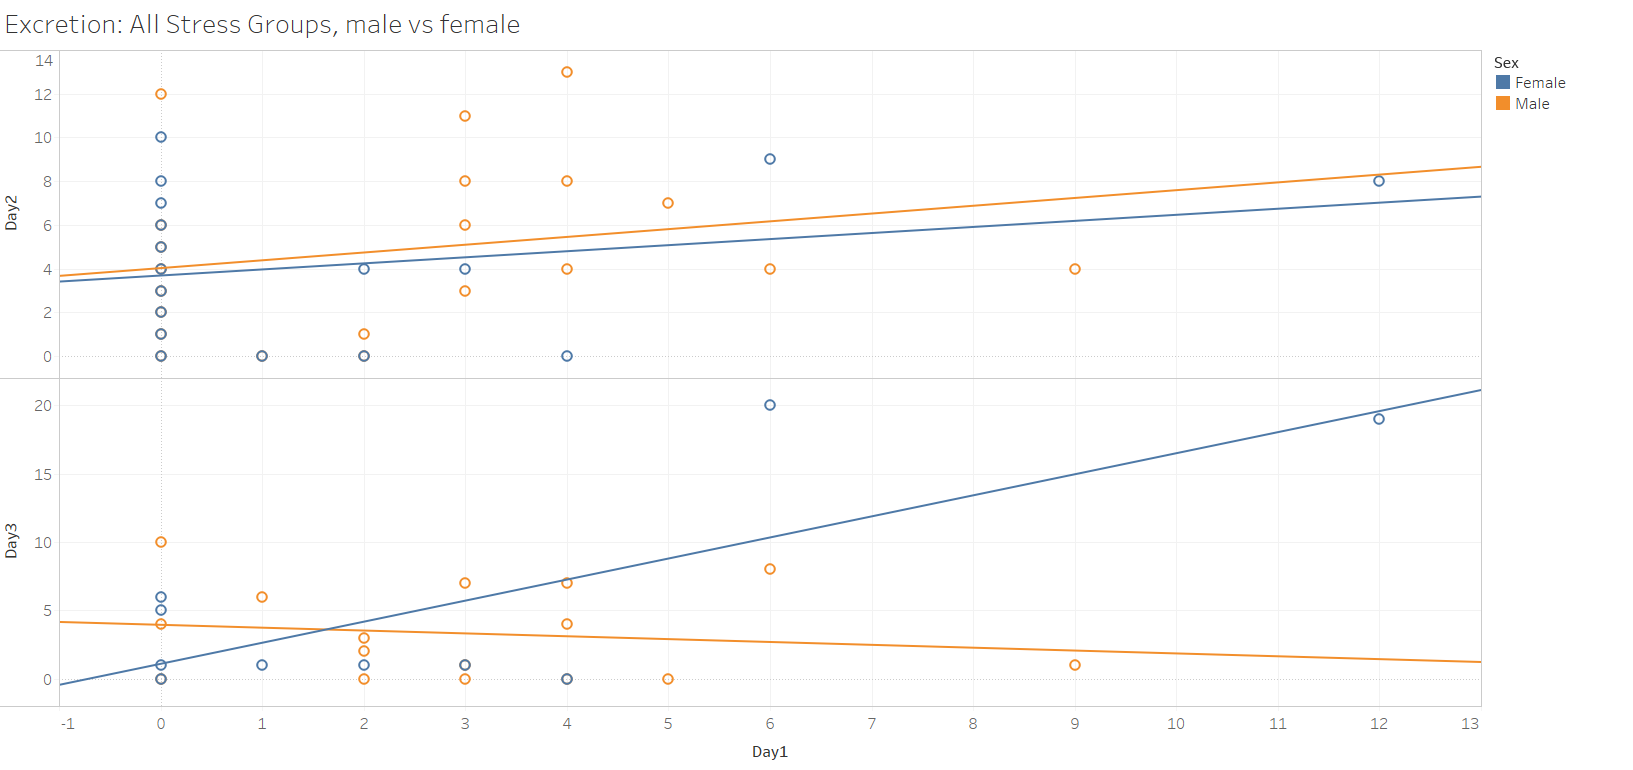 Excretion: All Stress Groups, male vs female
Sex
Female
Male
Day2
14
12
10
8
6
4
2
0
Day3
20
15
10
5
0
-1 0 1 2 3 4 5 6 7 8 9 10 11 12 13
Day1